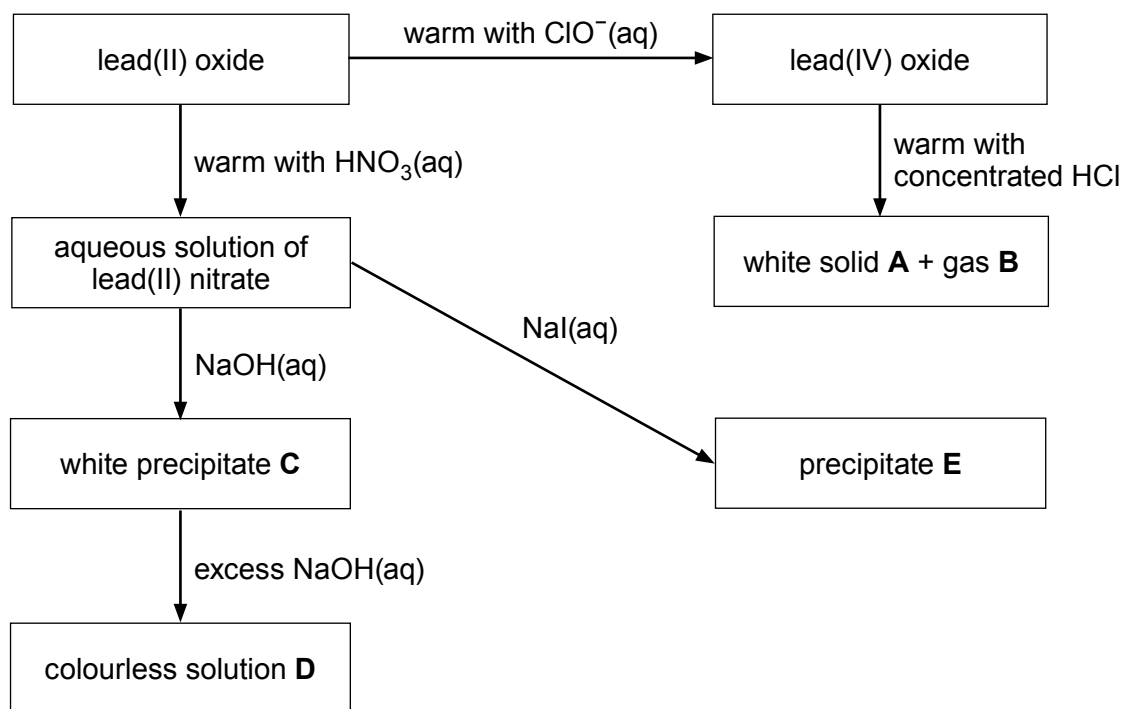 lead(II) oxide
warm with ClO⁻(aq)
lead(IV) oxide
warm with HNO₃(aq)
warm with
concentrated HCl
aqueous solution of
lead(II) nitrate
white solid A + gas B
NaI(aq)
NaOH(aq)
white precipitate C
precipitate E
excess NaOH(aq)
colourless solution D